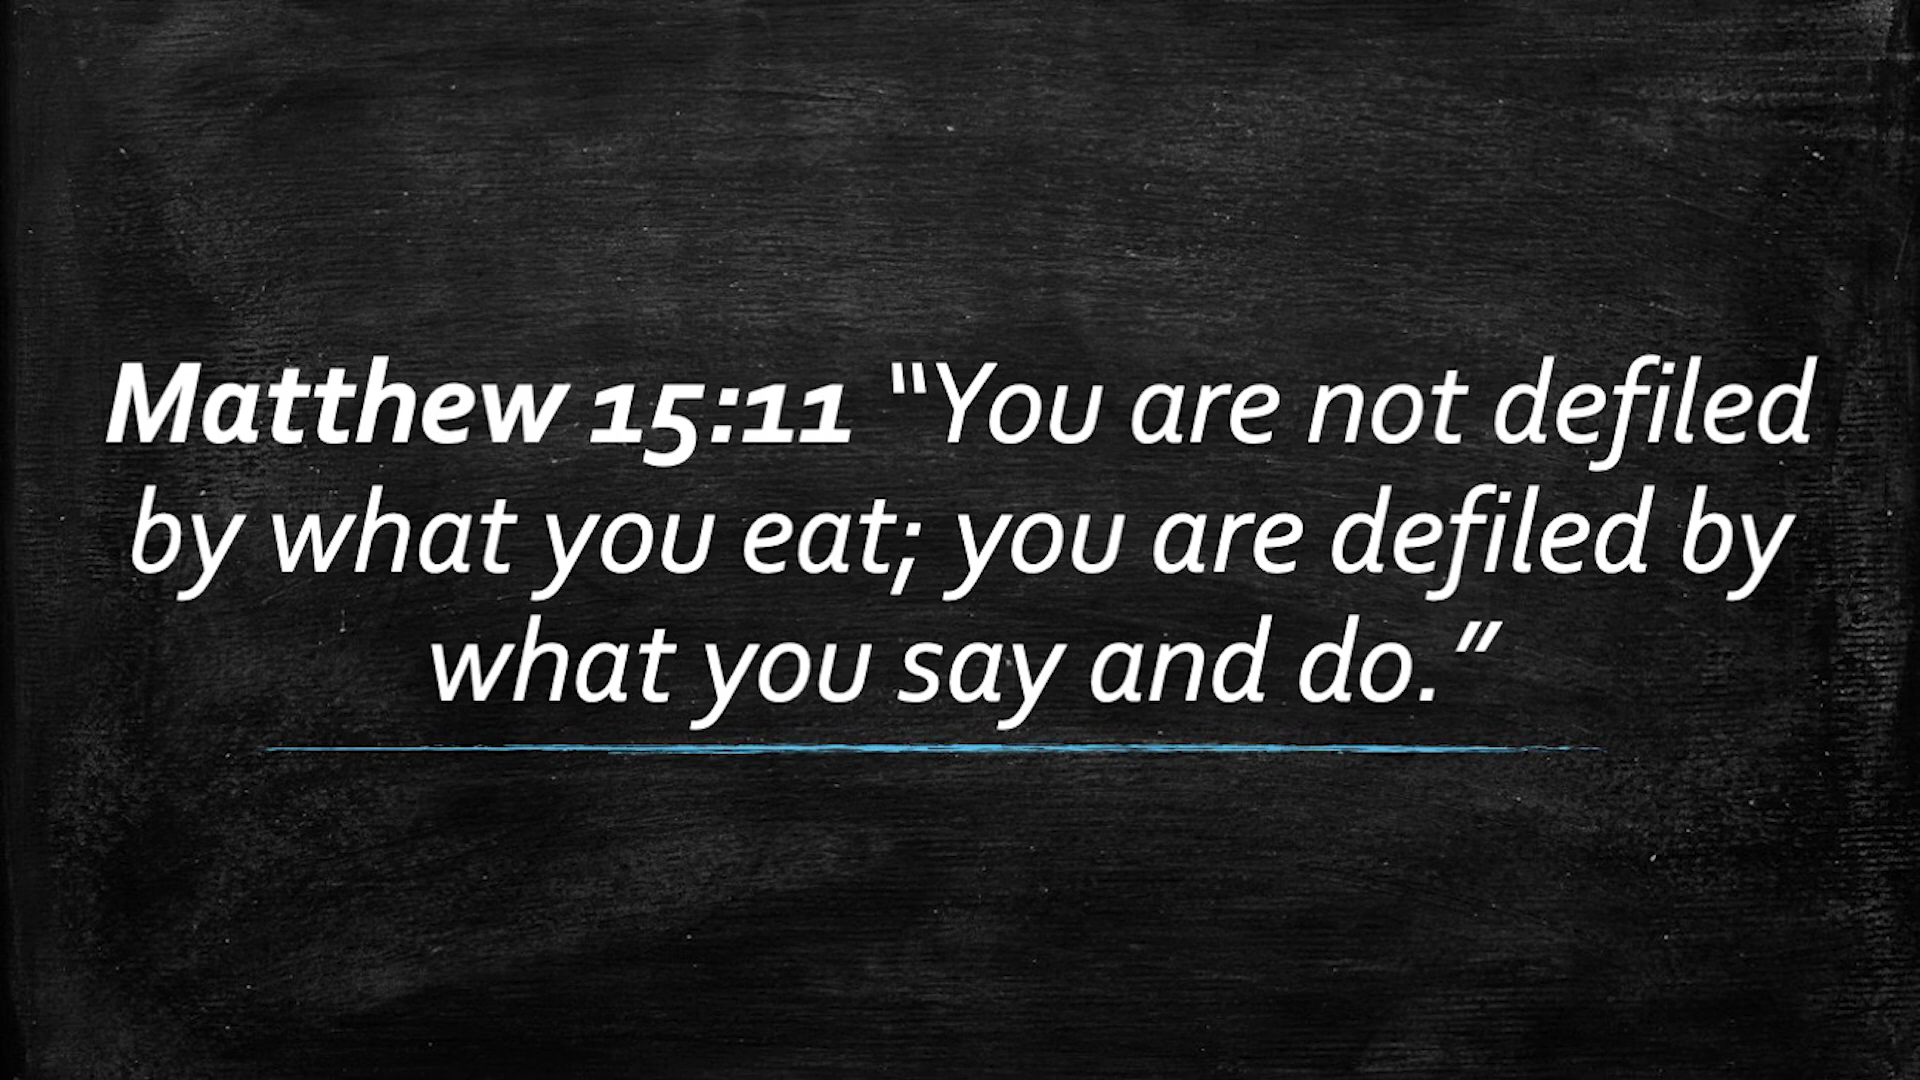 Matthew 15:11 “You are not defiled
by what you eat; you are defiled by
what you say and do.”